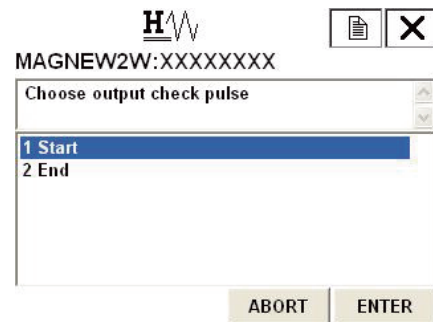 H
MAGNEW2W:XXXXXXXX
Choose output check pulse
1 Start
2 End
ABORT
ENTER